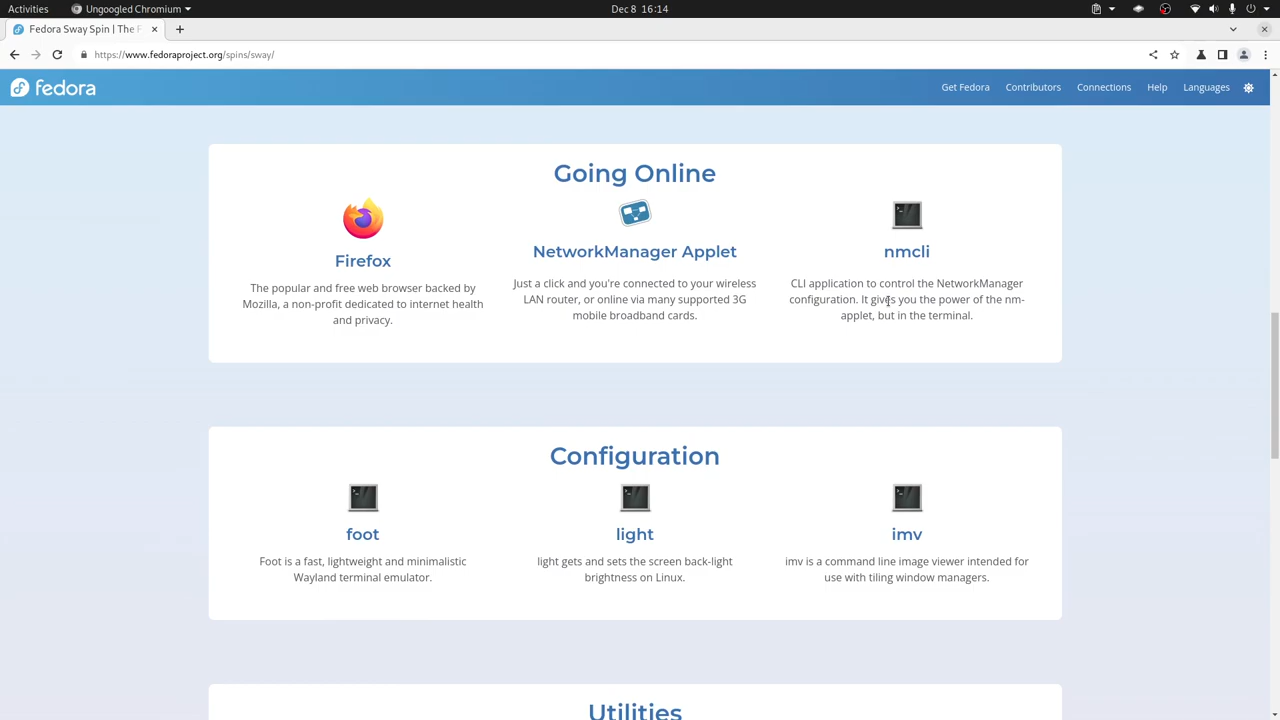 Activities
Ungoogled Chromium
Dec 8 16:14
Fedora Sway Spin | The F
https://www.fedoraproject.org/spins/sway/
fedora
Get Fedora
Contributors
Connections
Help
Languages
Going Online
Firefox
The popular and free web browser backed by
Mozilla, a non-profit dedicated to internet health
and privacy.
NetworkManager Applet
Just a click and you're connected to your wireless
LAN router, or online via many supported 3G
mobile broadband cards.
nmcli
CLI application to control the NetworkManager
configuration. It gives you the power of the nm-
applet, but in the terminal.
Configuration
foot
Foot is a fast, lightweight and minimalistic
Wayland terminal emulator.
light
light gets and sets the screen back-light
brightness on Linux.
imv
imv is a command line image viewer intended for
use with tiling window managers.
Utilities